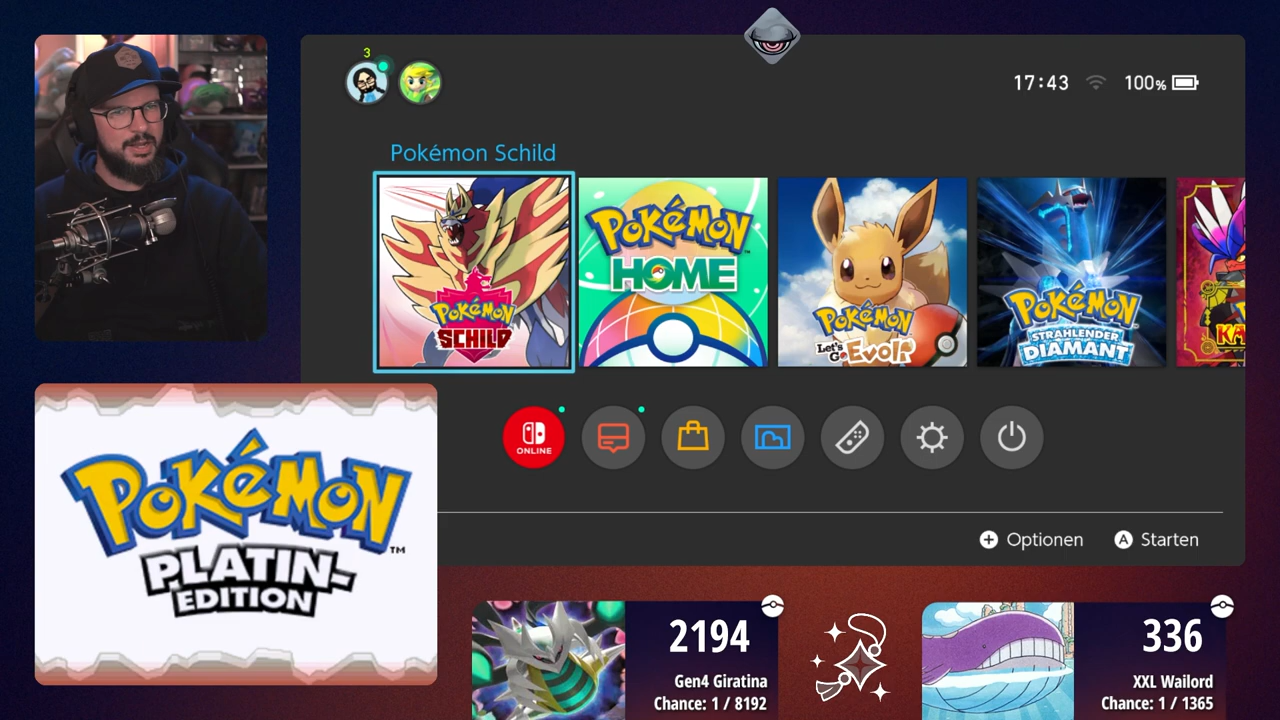 3
17:43
100%
Pokémon Schild
POKéMON
SCHILD
POKéMON
HOME
POKéMON
Let's
Go Evoli!
POKéMON
STRAHLENDER
DIAMANT
ONLINE
POKéMON™
PLATIN-
EDITION
+ Optionen
A Starten
2194
Gen4 Giratina
Chance: 1 / 8192
336
XXL Wailord
Chance: 1 / 1365